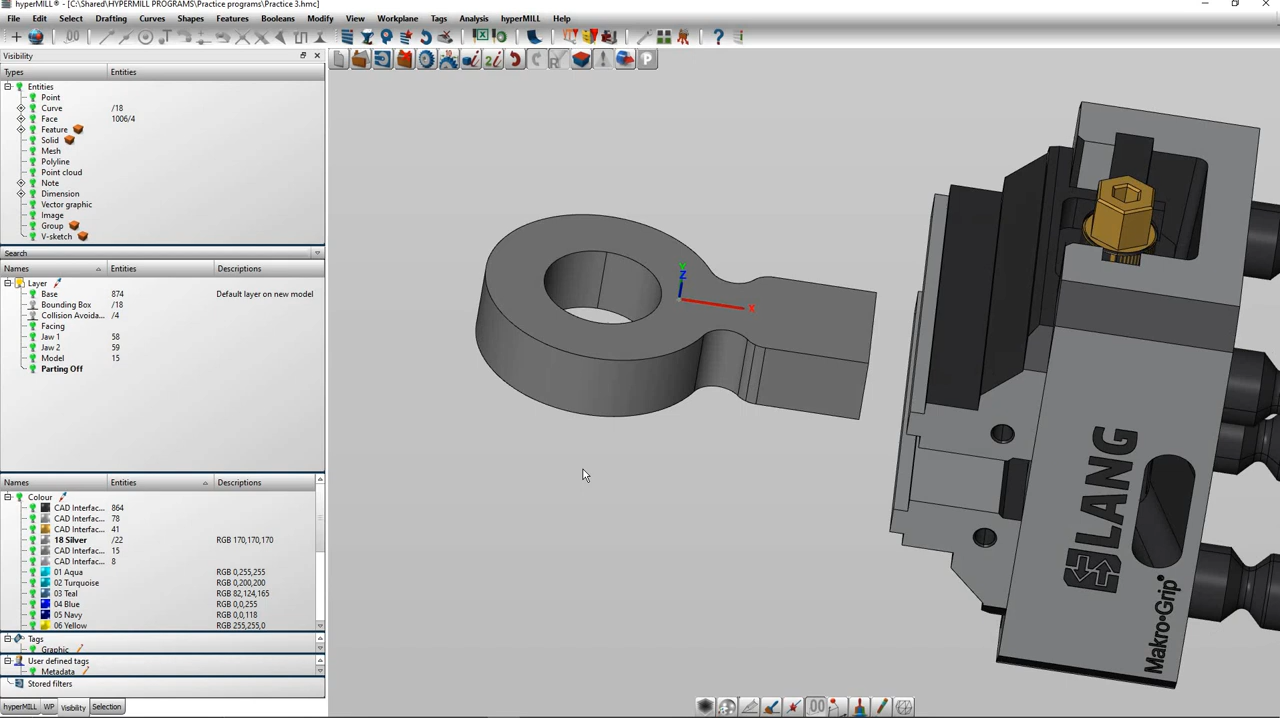 hyperMILL® - [C:\Shared\HYPERMILL PROGRAMS\Practice programs\Practice 3.hmc]
File Edit Select Drafting Curves Shapes Features Booleans Modify View Workplane Tags Analysis hyperMILL Help
Visibility
Types Entities
Entities
Point
Curve /18
Face 1006/4
Feature
Solid
Mesh
Polyline
Point cloud
Note
Dimension
Vector graphic
Image
Group
V-sketch
Search
Names Entities Descriptions
Layer
Base 874 Default layer on new model
Bounding Box /18
Collision Avoida... /4
Facing
Jaw 1 58
Jaw 2 59
Model 15
Parting Off
Names Entities Descriptions
Colour
CAD Interfac... 864
CAD Interfac... 78
CAD Interfac... 41
18 Silver /22 RGB 170,170,170
CAD Interfac... 15
CAD Interfac... 8
01 Aqua RGB 0,255,255
02 Turquoise RGB 0,200,200
03 Teal RGB 82,124,165
04 Blue RGB 0,0,255
05 Navy RGB 0,0,118
06 Yellow RGB 255,255,0
Tags
Graphic
User defined tags
Metadata
Stored filters
hyperMILL WP Visibility Selection
Z
X
LANG
Makro•Grip®
P